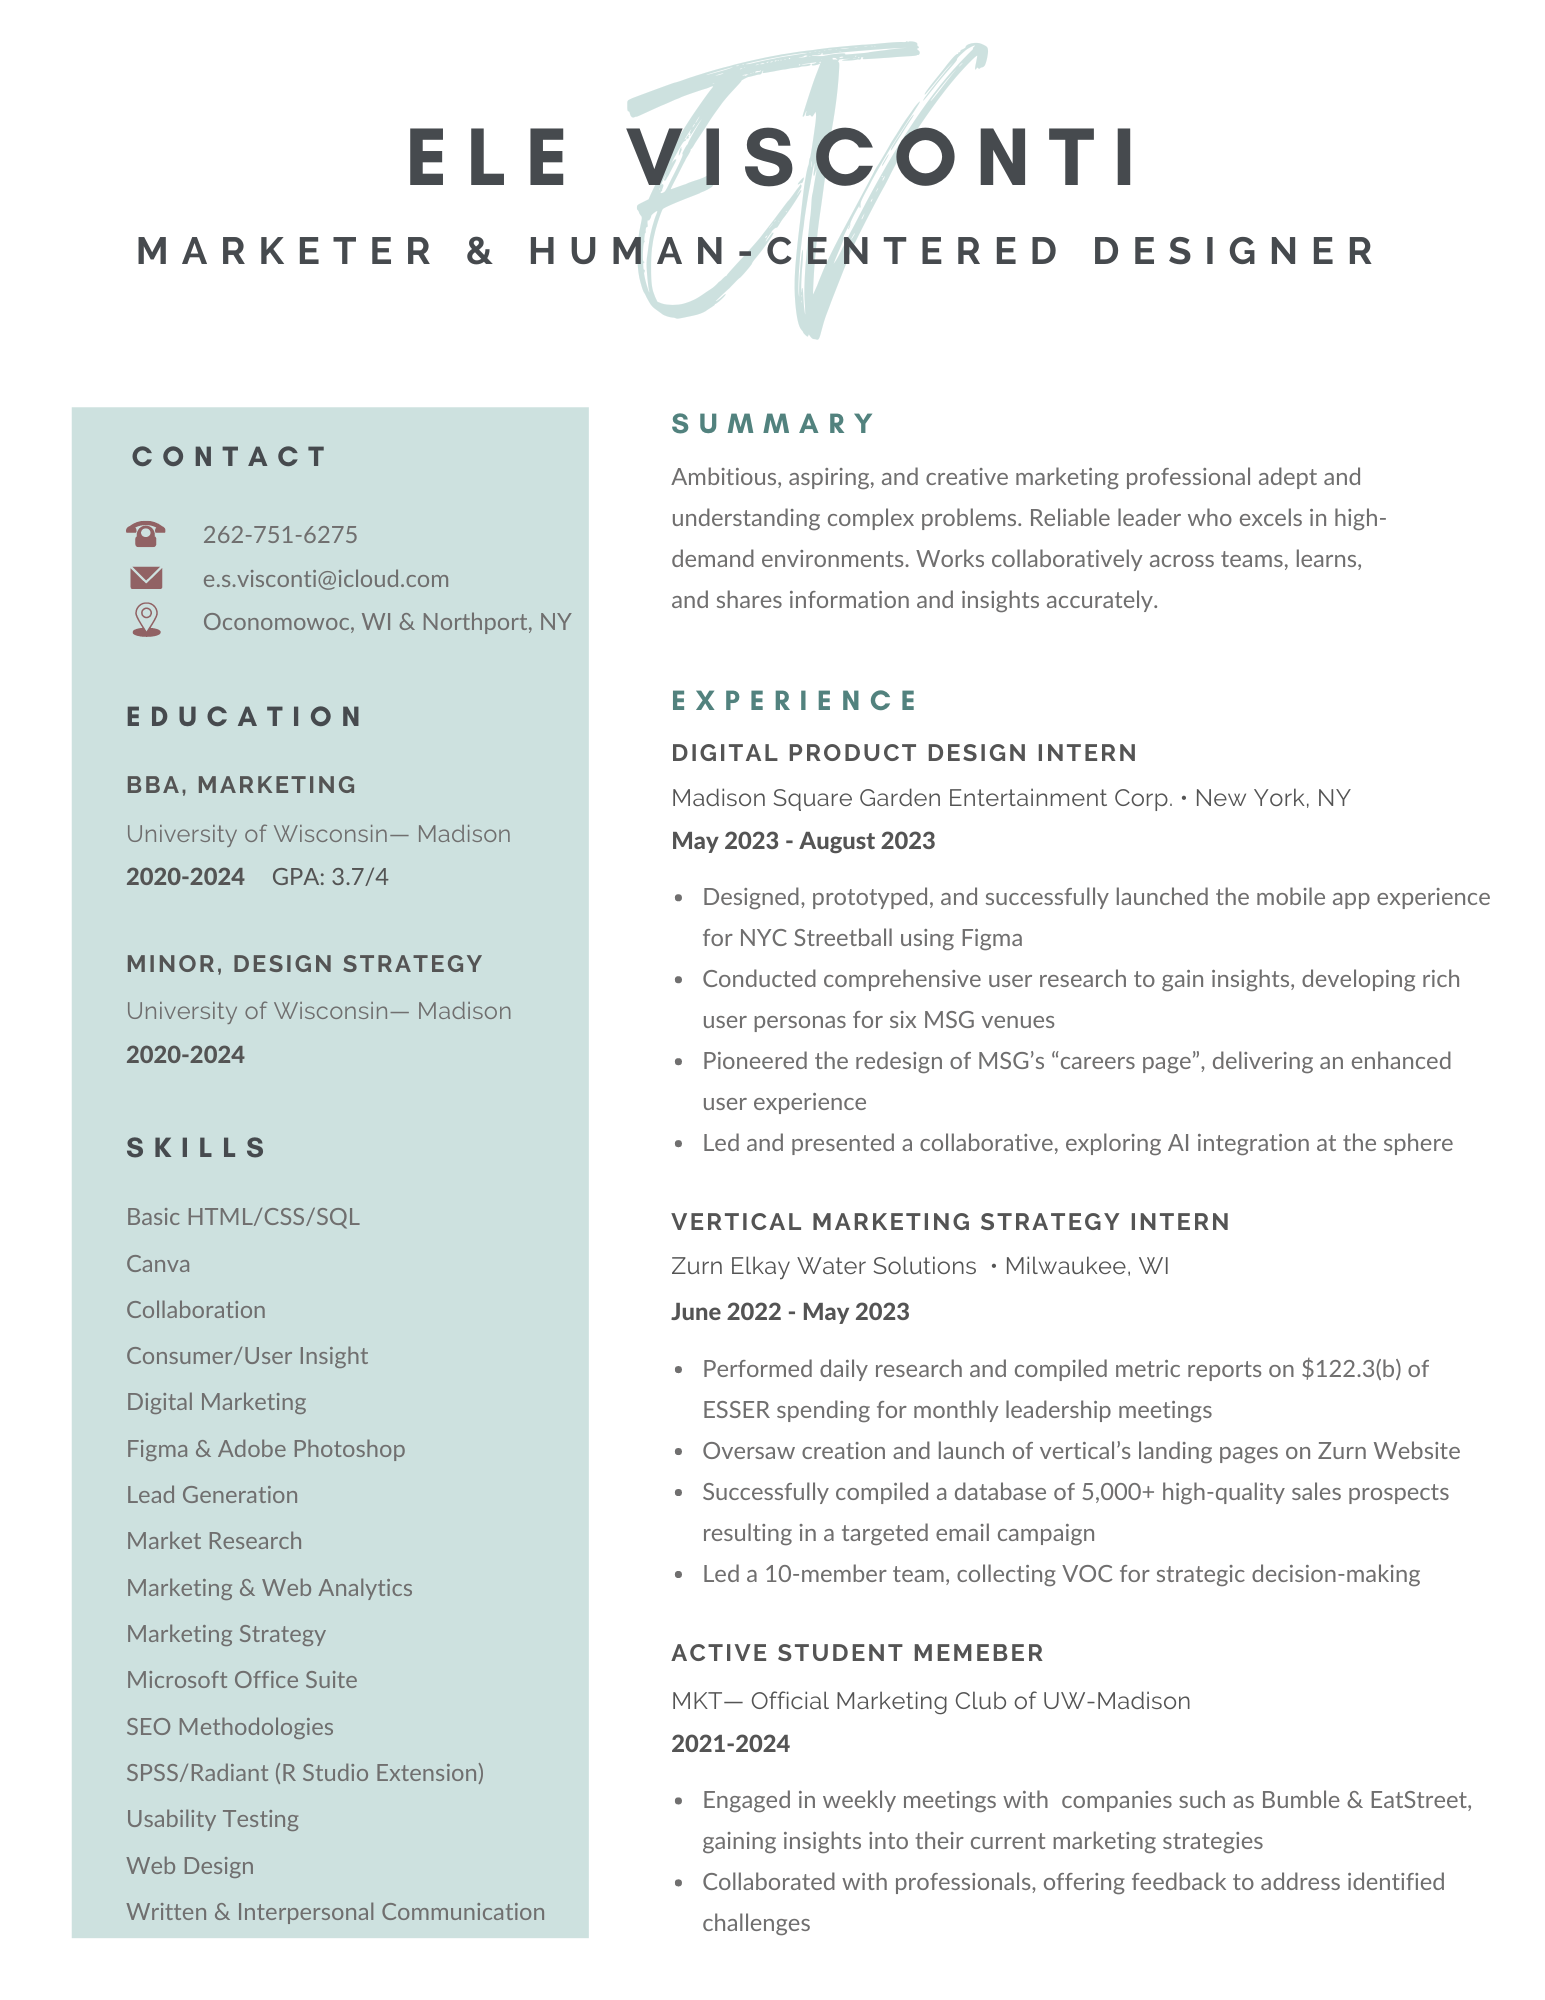 EV
ELE VISCONTI
MARKETER & HUMAN-CENTERED DESIGNER
CONTACT
262-751-6275
e.s.visconti@icloud.com
Oconomowoc, WI & Northport, NY
EDUCATION
BBA, MARKETING
University of Wisconsin— Madison
2020-2024 GPA: 3.7/4
MINOR, DESIGN STRATEGY
University of Wisconsin— Madison
2020-2024
SKILLS
Basic HTML/CSS/SQL
Canva
Collaboration
Consumer/User Insight
Digital Marketing
Figma & Adobe Photoshop
Lead Generation
Market Research
Marketing & Web Analytics
Marketing Strategy
Microsoft Office Suite
SEO Methodologies
SPSS/Radiant (R Studio Extension)
Usability Testing
Web Design
Written & Interpersonal Communication
SUMMARY
Ambitious, aspiring, and creative marketing professional adept and
understanding complex problems. Reliable leader who excels in high-
demand environments. Works collaboratively across teams, learns,
and shares information and insights accurately.
EXPERIENCE
DIGITAL PRODUCT DESIGN INTERN
Madison Square Garden Entertainment Corp. • New York, NY
May 2023 - August 2023
• Designed, prototyped, and successfully launched the mobile app experience
for NYC Streetball using Figma
• Conducted comprehensive user research to gain insights, developing rich
user personas for six MSG venues
• Pioneered the redesign of MSG’s “careers page”, delivering an enhanced
user experience
• Led and presented a collaborative, exploring AI integration at the sphere
VERTICAL MARKETING STRATEGY INTERN
Zurn Elkay Water Solutions • Milwaukee, WI
June 2022 - May 2023
• Performed daily research and compiled metric reports on $122.3(b) of
ESSER spending for monthly leadership meetings
• Oversaw creation and launch of vertical’s landing pages on Zurn Website
• Successfully compiled a database of 5,000+ high-quality sales prospects
resulting in a targeted email campaign
• Led a 10-member team, collecting VOC for strategic decision-making
ACTIVE STUDENT MEMEBER
MKT— Official Marketing Club of UW-Madison
2021-2024
• Engaged in weekly meetings with companies such as Bumble & EatStreet,
gaining insights into their current marketing strategies
• Collaborated with professionals, offering feedback to address identified
challenges